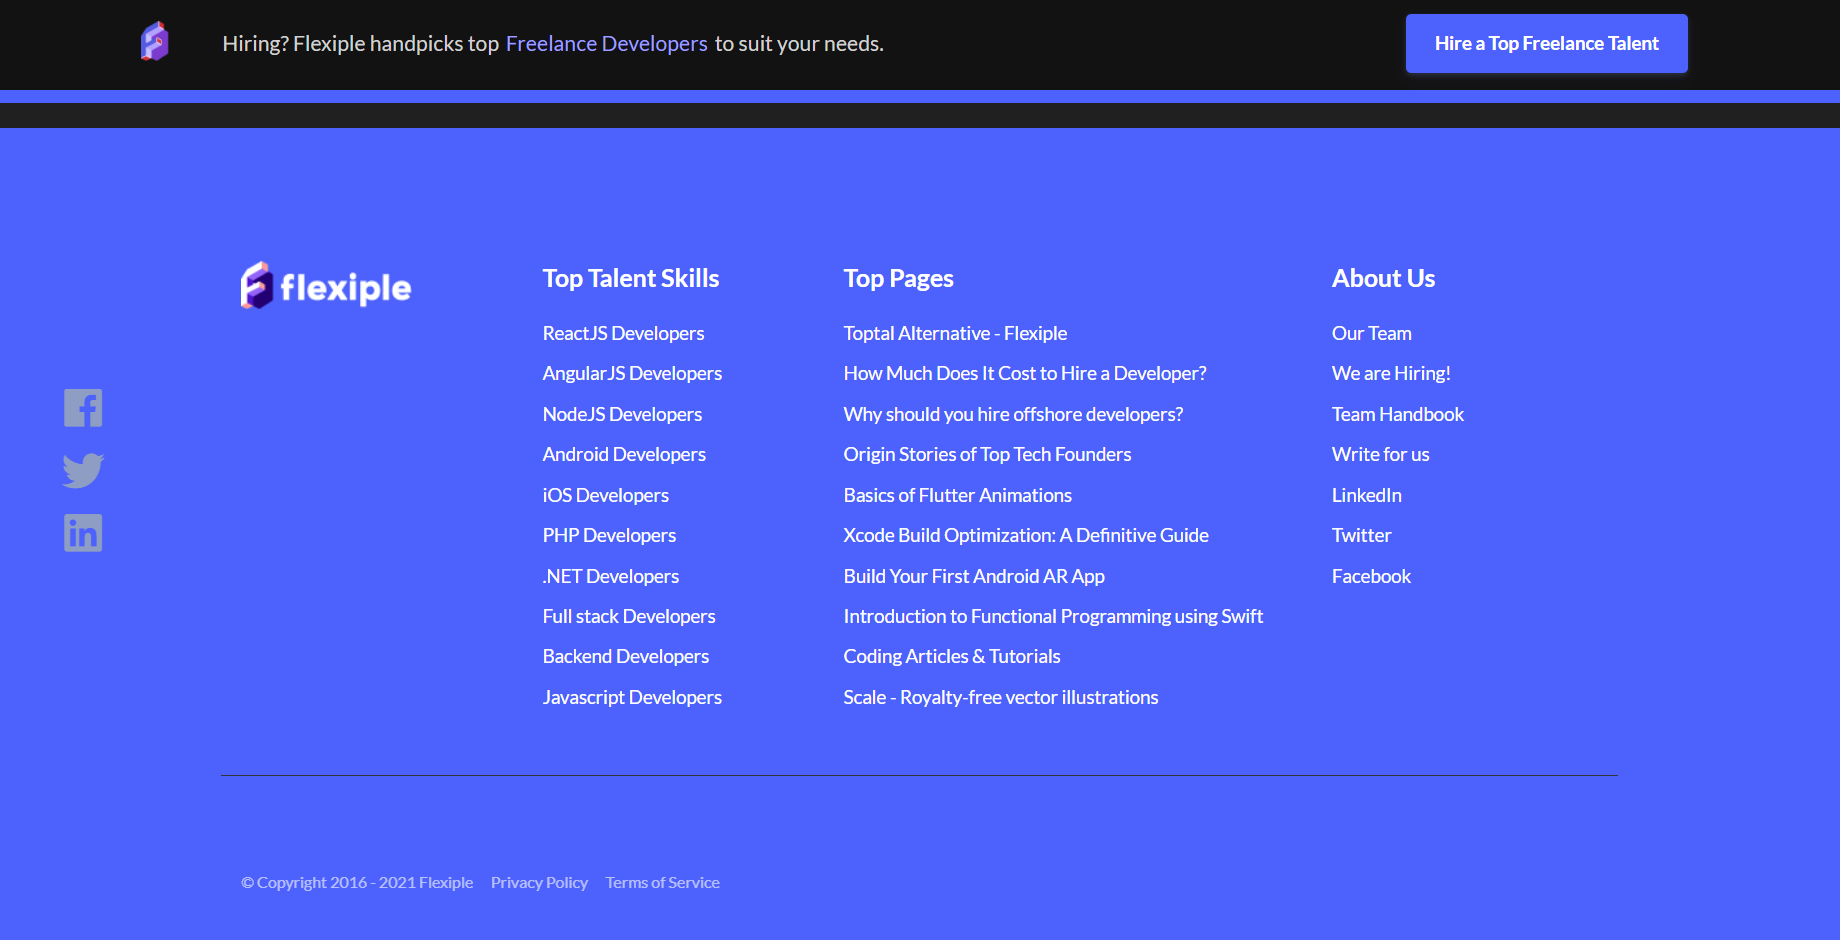 Hiring? Flexiple handpicks top Freelance Developers to suit your needs.
Hire a Top Freelance Talent
flexiple
Top Talent Skills
ReactJS Developers
AngularJS Developers
NodeJS Developers
Android Developers
iOS Developers
PHP Developers
.NET Developers
Full stack Developers
Backend Developers
Javascript Developers
Top Pages
Toptal Alternative - Flexiple
How Much Does It Cost to Hire a Developer?
Why should you hire offshore developers?
Origin Stories of Top Tech Founders
Basics of Flutter Animations
Xcode Build Optimization: A Definitive Guide
Build Your First Android AR App
Introduction to Functional Programming using Swift
Coding Articles & Tutorials
Scale - Royalty-free vector illustrations
About Us
Our Team
We are Hiring!
Team Handbook
Write for us
LinkedIn
Twitter
Facebook
© Copyright 2016 - 2021 Flexiple Privacy Policy Terms of Service